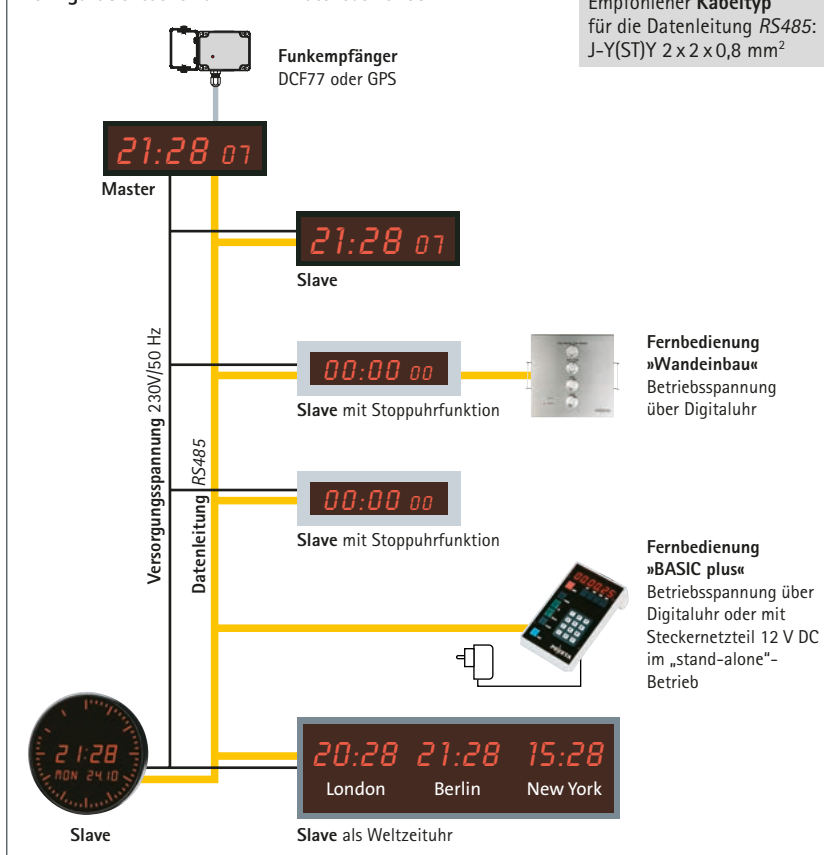 Empfohlener Kabeltyp
für die Datenleitung RS485:
J-Y(ST)Y 2 x 2 x 0,8 mm²
Funkempfänger
DCF77 oder GPS
21:28 07
Master
21:28 07
Slave
Versorgungsspannung 230V/50 Hz
Datenleitung RS485
00:00 00
Slave mit Stoppuhrfunktion
Fernbedienung
»Wandeinbau«
Betriebsspannung
über Digitaluhr
00:00 00
Slave mit Stoppuhrfunktion
Fernbedienung
»BASIC plus«
Betriebsspannung über
Digitaluhr oder mit
Steckernetzteil 12 V DC
im „stand-alone"-
Betrieb
21:28
MON 24.10
Slave
20:28 21:28 15:28
London Berlin New York
Slave als Weltzeituhr